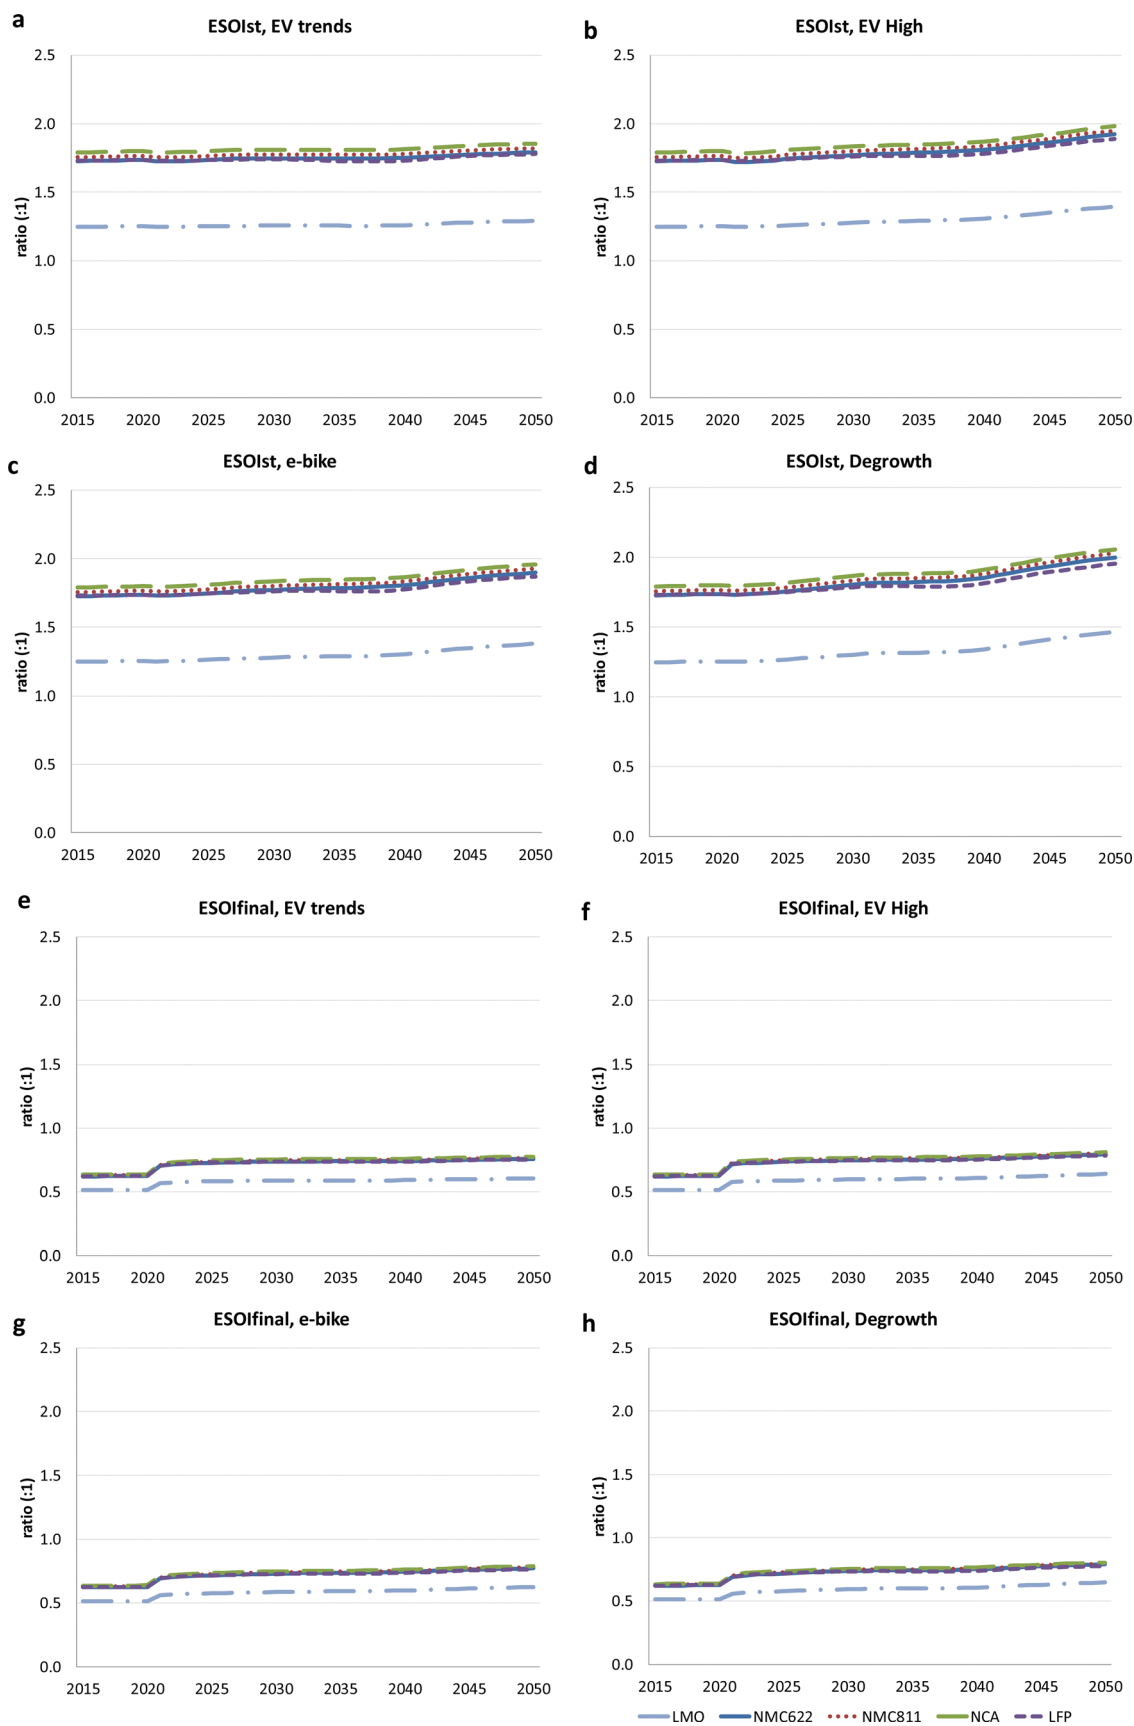 a
ESOIst, EV trends
ratio (:1)
2.5
2.0
1.5
1.0
0.5
0.0
2015 2020 2025 2030 2035 2040 2045 2050
b
ESOIst, EV High
ratio (:1)
2.5
2.0
1.5
1.0
0.5
0.0
2015 2020 2025 2030 2035 2040 2045 2050
c
ESOIst, e-bike
ratio (:1)
2.5
2.0
1.5
1.0
0.5
0.0
2015 2020 2025 2030 2035 2040 2045 2050
d
ESOIst, Degrowth
ratio (:1)
2.5
2.0
1.5
1.0
0.5
0.0
2015 2020 2025 2030 2035 2040 2045 2050
e
ESOIfinal, EV trends
ratio (:1)
2.5
2.0
1.5
1.0
0.5
0.0
2015 2020 2025 2030 2035 2040 2045 2050
f
ESOIfinal, EV High
ratio (:1)
2.5
2.0
1.5
1.0
0.5
0.0
2015 2020 2025 2030 2035 2040 2045 2050
g
ESOIfinal, e-bike
ratio (:1)
2.5
2.0
1.5
1.0
0.5
0.0
2015 2020 2025 2030 2035 2040 2045 2050
h
ESOIfinal, Degrowth
ratio (:1)
2.5
2.0
1.5
1.0
0.5
0.0
2015 2020 2025 2030 2035 2040 2045 2050
LMO NMC622 NMC811 NCA LFP